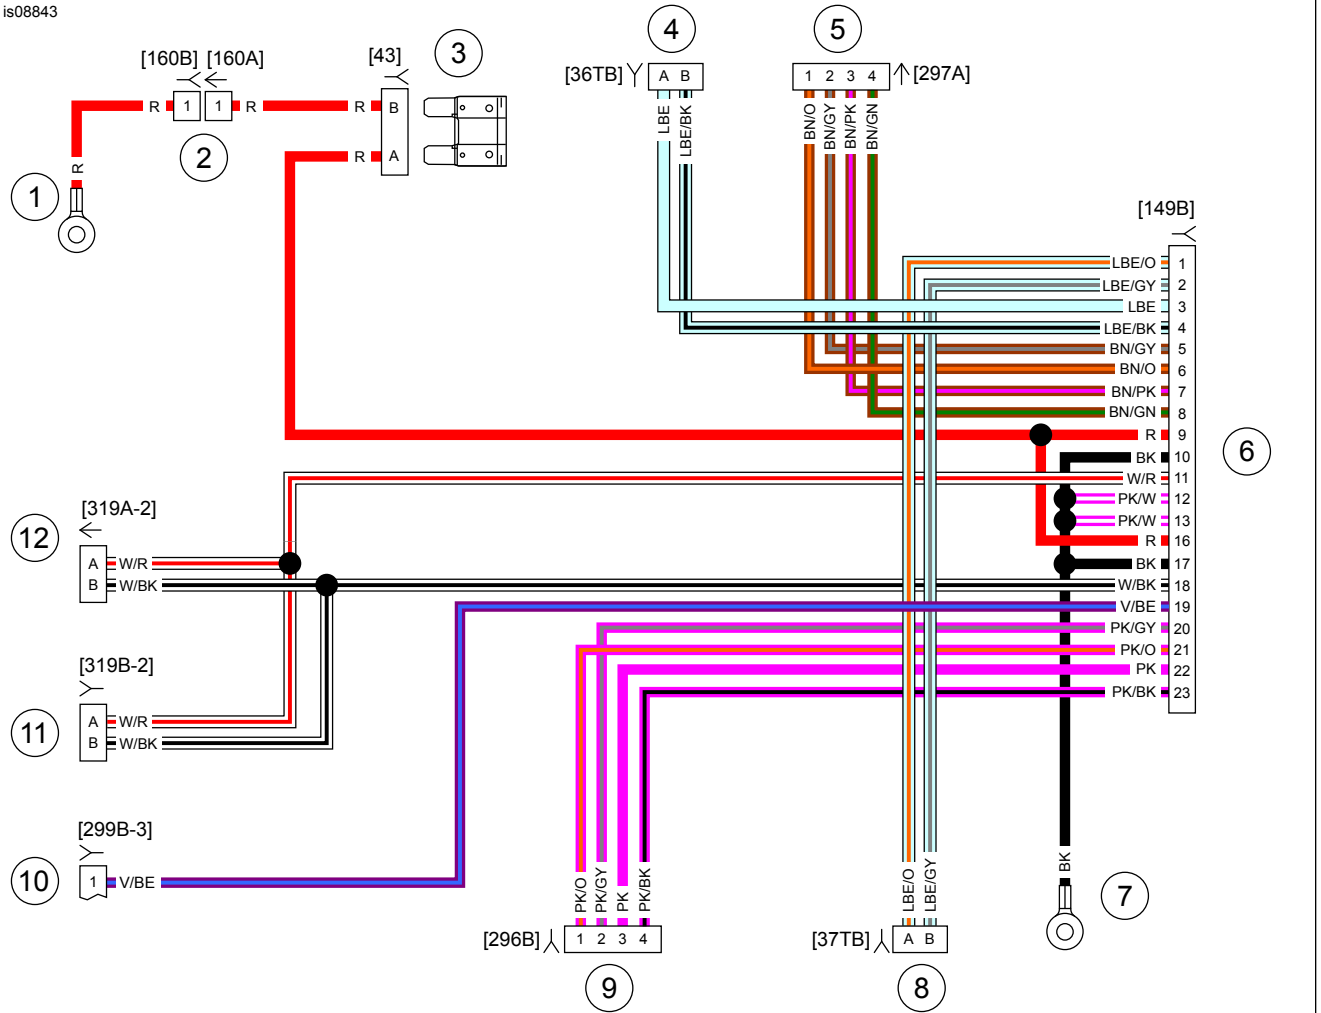 is08843
[160B] [160A]
[43]
3
4
5
[36TB]
A B
1 2 3 4
[297A]
R 1 1 R
R B
R A
2
1
R
LBE
LBE/BK
BN/O
BN/GY
BN/PK
BN/GN
[149B]
LBE/O 1
LBE/GY 2
LBE 3
LBE/BK 4
BN/GY 5
BN/O 6
BN/PK 7
BN/GN 8
R 9
BK 10
W/R 11
PK/W 12
PK/W 13
R 16
BK 17
W/BK 18
V/BE 19
PK/GY 20
PK/O 21
PK 22
PK/BK 23
6
[319A-2]
12
A W/R
B W/BK
[319B-2]
11
A W/R
B W/BK
[299B-3]
10
1 V/BE
PK/O
PK/GY
PK
PK/BK
[296B]
1 2 3 4
9
LBE/O
LBE/GY
[37TB]
A B
8
BK
7